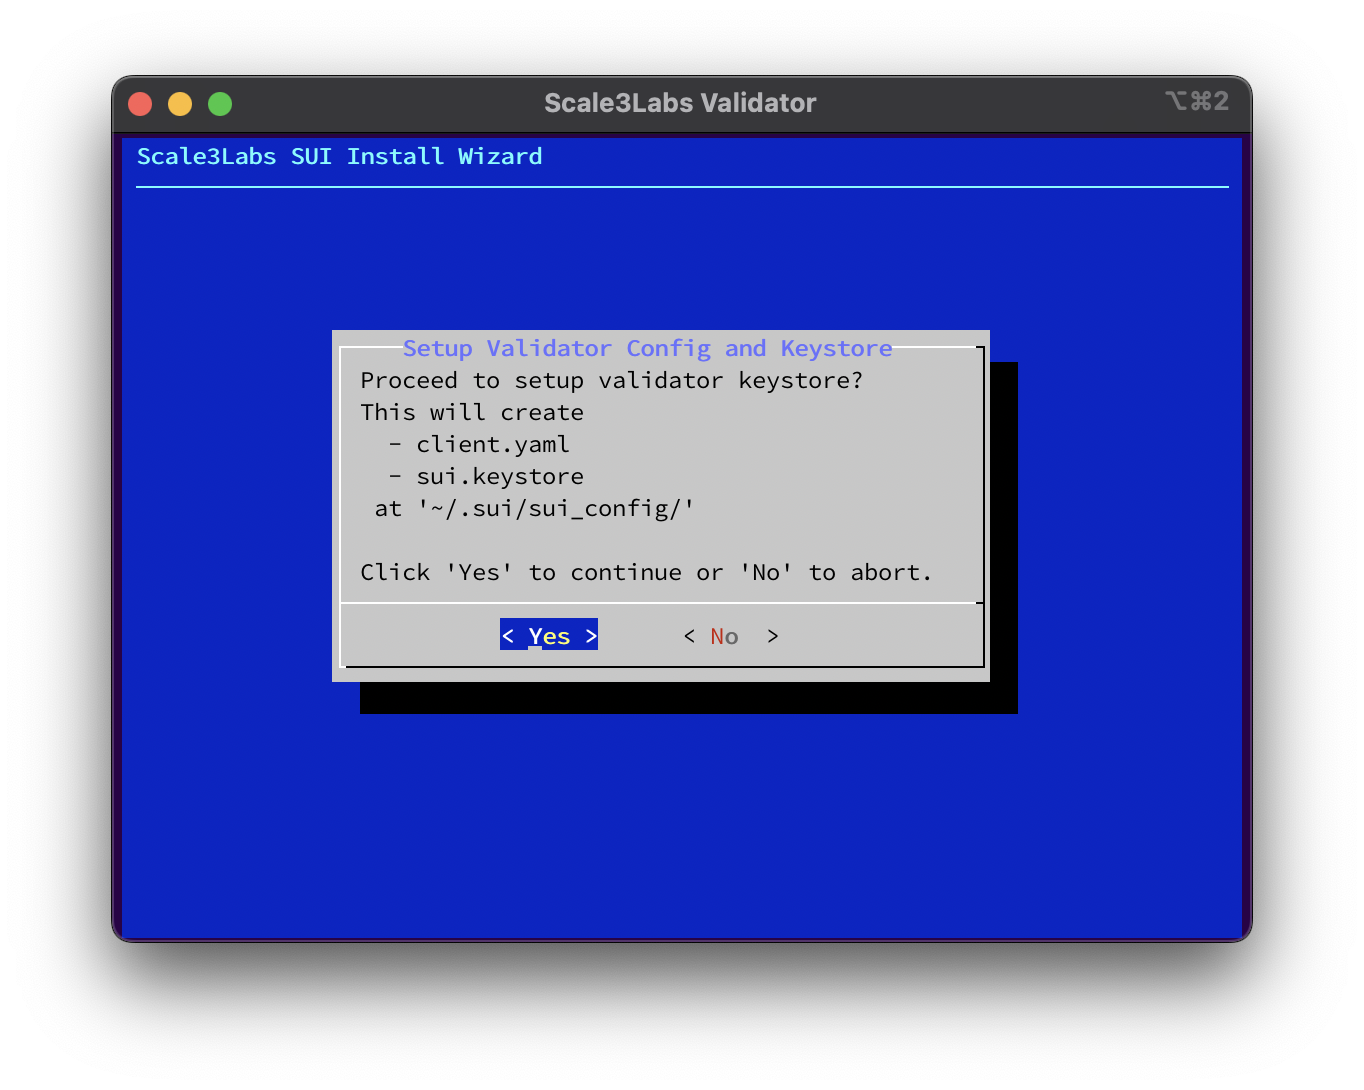 Scale3Labs Validator
⌥⌘2
Scale3Labs SUI Install Wizard
Setup Validator Config and Keystore
Proceed to setup validator keystore?
This will create
- client.yaml
- sui.keystore
at '~/.sui/sui_config/'
Click 'Yes' to continue or 'No' to abort.
< Yes > < No >